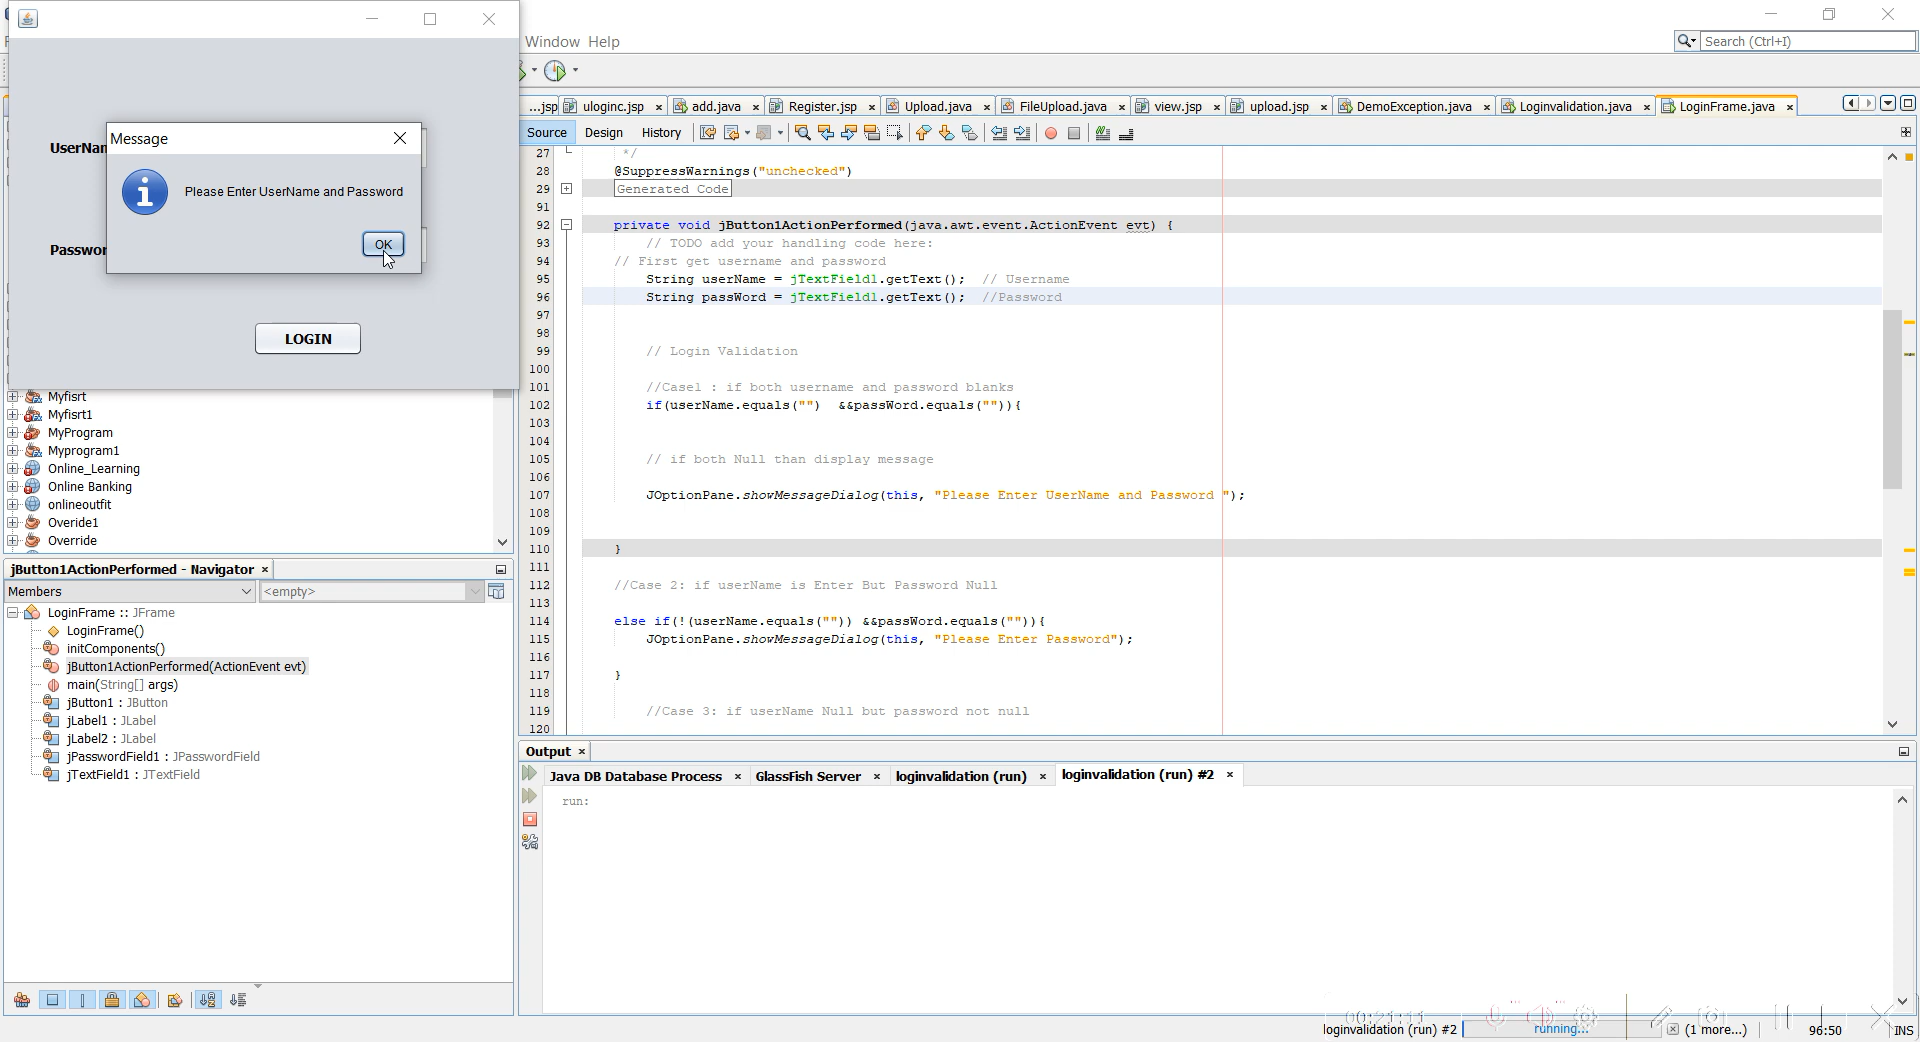 Window Help
Search (Ctrl+I)
UserNam
Message
Please Enter UserName and Password
OK
Passwor
LOGIN
...jsp uloginc.jsp add.java Register.jsp Upload.java FileUpload.java view.jsp upload.jsp DemoException.java Loginvalidation.java LoginFrame.java
Source Design History
27 */
28 @SuppressWarnings("unchecked")
29 Generated Code
91
92 private void jButton1ActionPerformed(java.awt.event.ActionEvent evt) {
93 // TODO add your handling code here:
94 // First get username and password
95 String userName = jTextField1.getText(); // Username
96 String passWord = jTextField1.getText(); //Password
97
98
99 // Login Validation
100
101 //Case1 : if both username and password blanks
102 if(userName.equals("") &&passWord.equals("")){
103
104
105 // if both Null than display message
106
107 JOptionPane.showMessageDialog(this, "Please Enter UserName and Password ");
108
109
110 }
111
112 //Case 2: if userName is Enter But Password Null
113
114 else if(!(userName.equals("")) &&passWord.equals("")){
115 JOptionPane.showMessageDialog(this, "Please Enter Password");
116
117 }
118
119 //Case 3: if userName Null but password not null
120
Myfisrt
Myfisrt1
MyProgram
Myprogram1
Online_Learning
Online Banking
onlineoutfit
Overide1
Override
jButton1ActionPerformed - Navigator
Members <empty>
LoginFrame :: JFrame
LoginFrame()
initComponents()
jButton1ActionPerformed(ActionEvent evt)
main(String[] args)
jButton1 : JButton
jLabel1 : JLabel
jLabel2 : JLabel
jPasswordField1 : JPasswordField
jTextField1 : JTextField
Output
Java DB Database Process GlassFish Server loginvalidation (run) loginvalidation (run) #2
run:
loginvalidation (run) #2 running... (1 more...) 96:50 INS